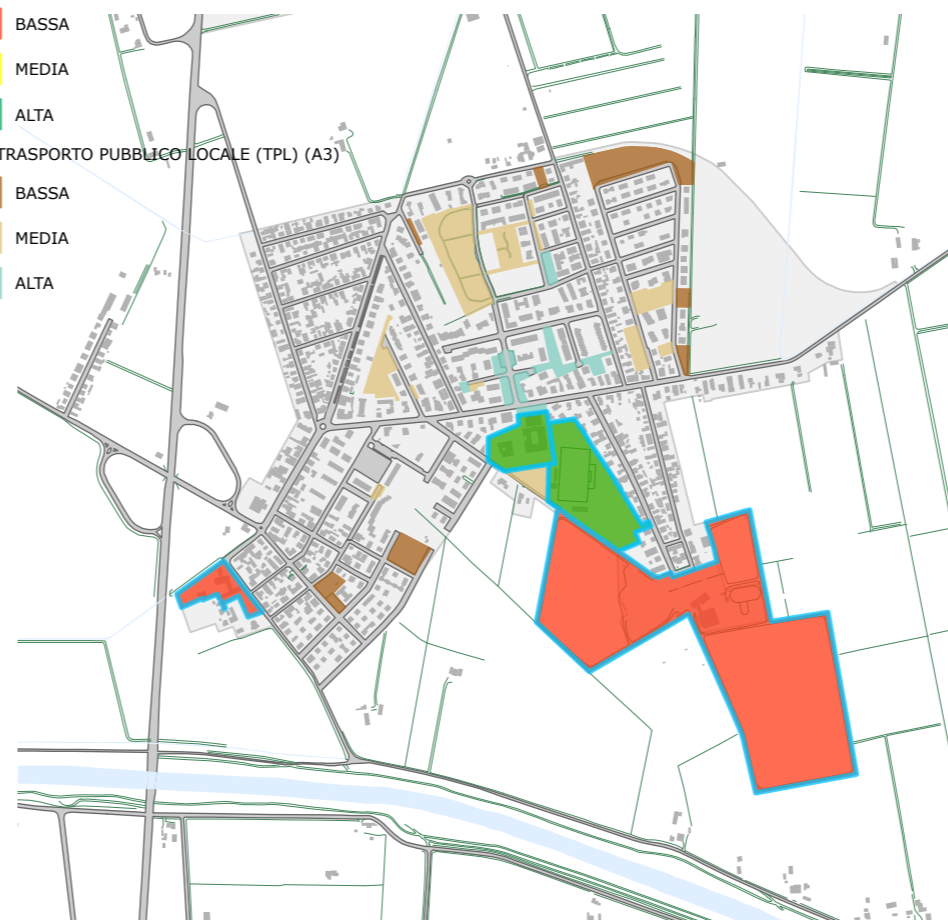 BASSA
MEDIA
ALTA
TRASPORTO PUBBLICO LOCALE (TPL) (A3)
BASSA
MEDIA
ALTA